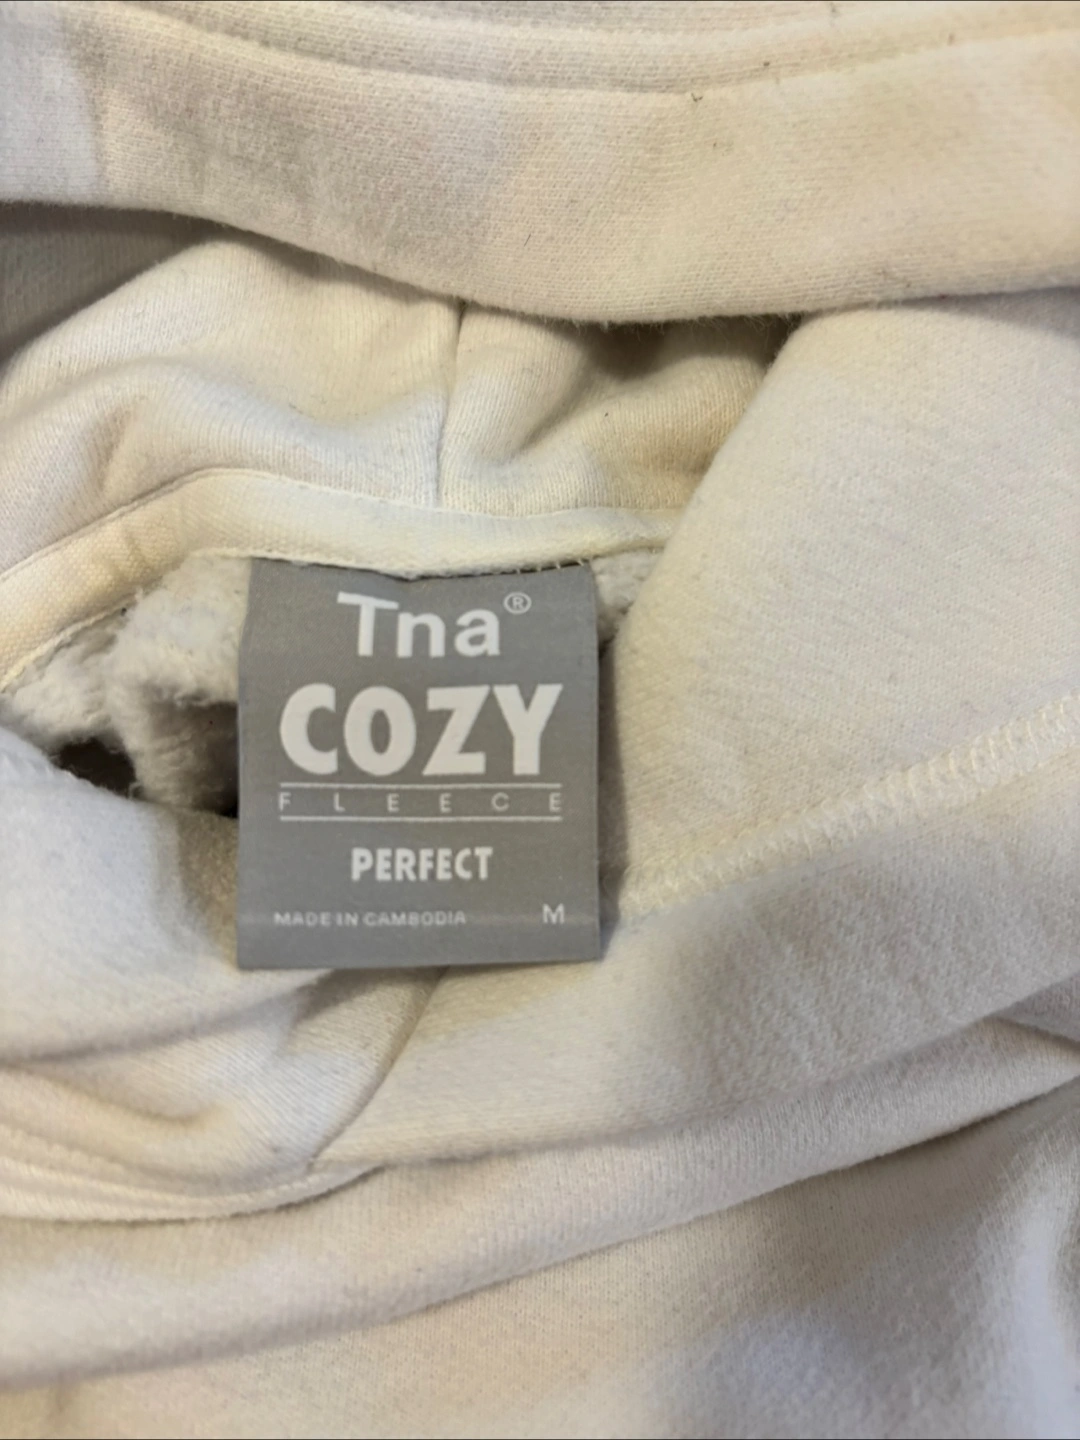 Tna®
COZY
FLEECE
PERFECT
MADE IN CAMBODIA M